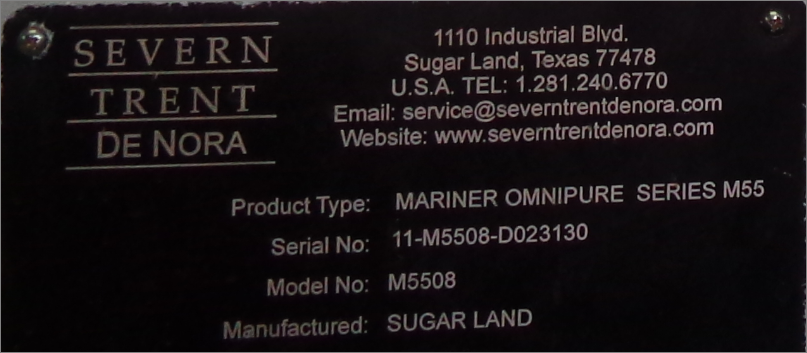 SEVERN
TRENT
DE NORA
1110 Industrial Blvd.
Sugar Land, Texas 77478
U.S.A. TEL: 1.281.240.6770
Email: service@severntrentdenora.com
Website: www.severntrentdenora.com
Product Type: MARINER OMNIPURE SERIES M55
Serial No: 11-M5508-D023130
Model No: M5508
Manufactured: SUGAR LAND